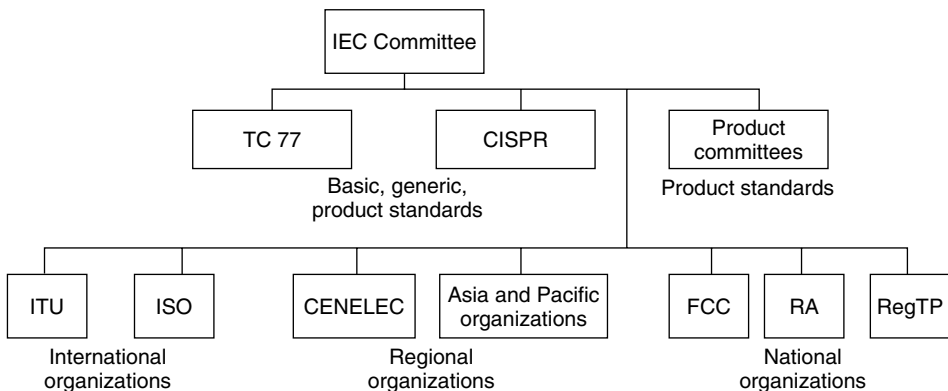 IEC Committee
TC 77
CISPR
Product
committees
Basic, generic,
product standards
Product standards
ITU
ISO
CENELEC
Asia and Pacific
organizations
FCC
RA
RegTP
International
organizations
Regional
organizations
National
organizations